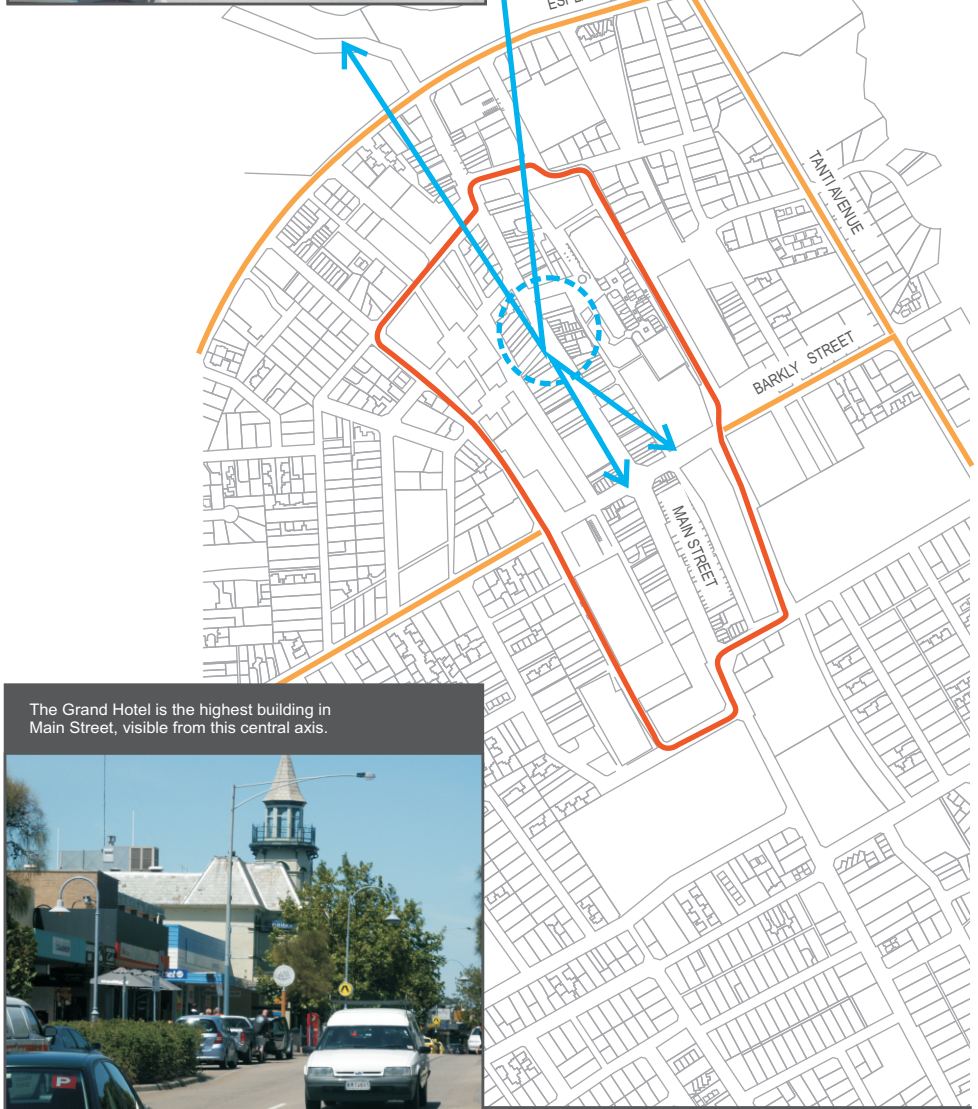 TANTI AVENUE
BARKLY STREET
MAIN STREET
The Grand Hotel is the highest building in
Main Street, visible from this central axis.
P